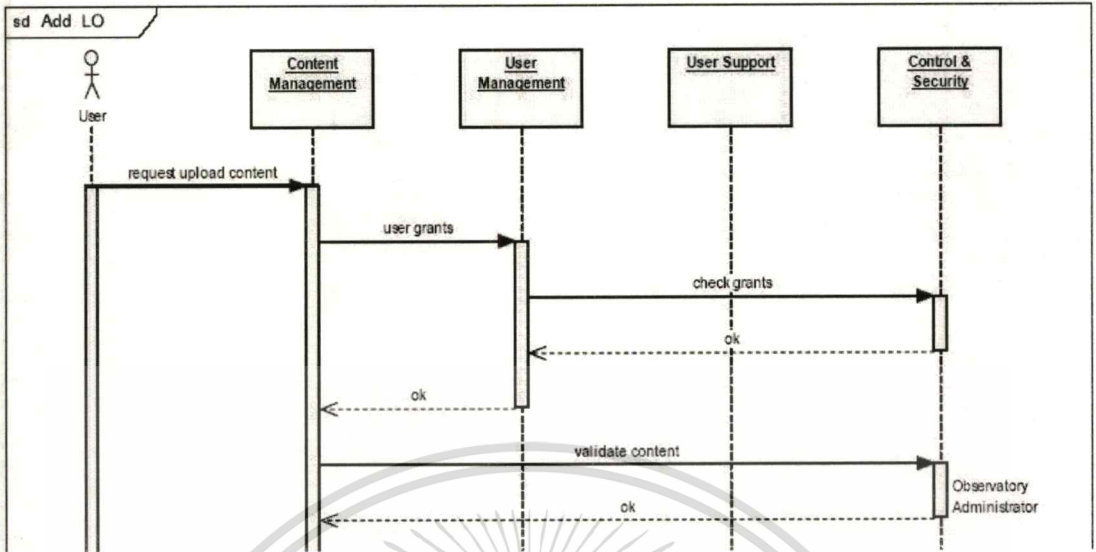 sd Add LO
User
Content
Management
User
Management
User Support
Control &
Security
request upload content
user grants
check grants
ok
ok
validate content
Observatory
Administrator
ok